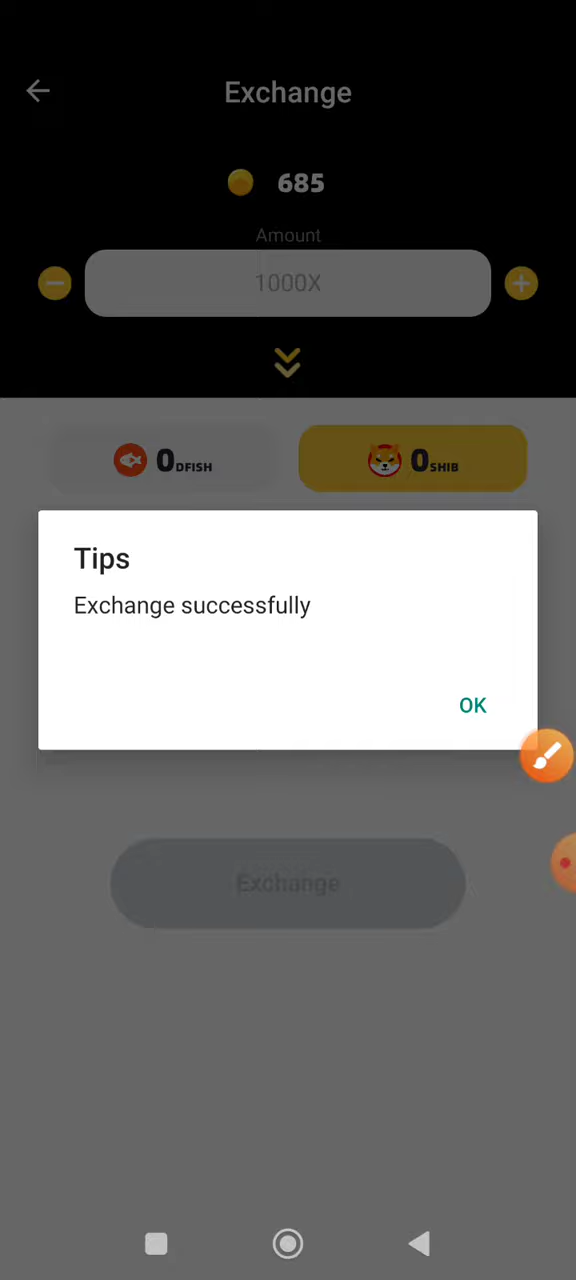 Exchange
685
Amount
1000X
0DFISH
0SHIB
Tips
Exchange successfully
OK
Exchange